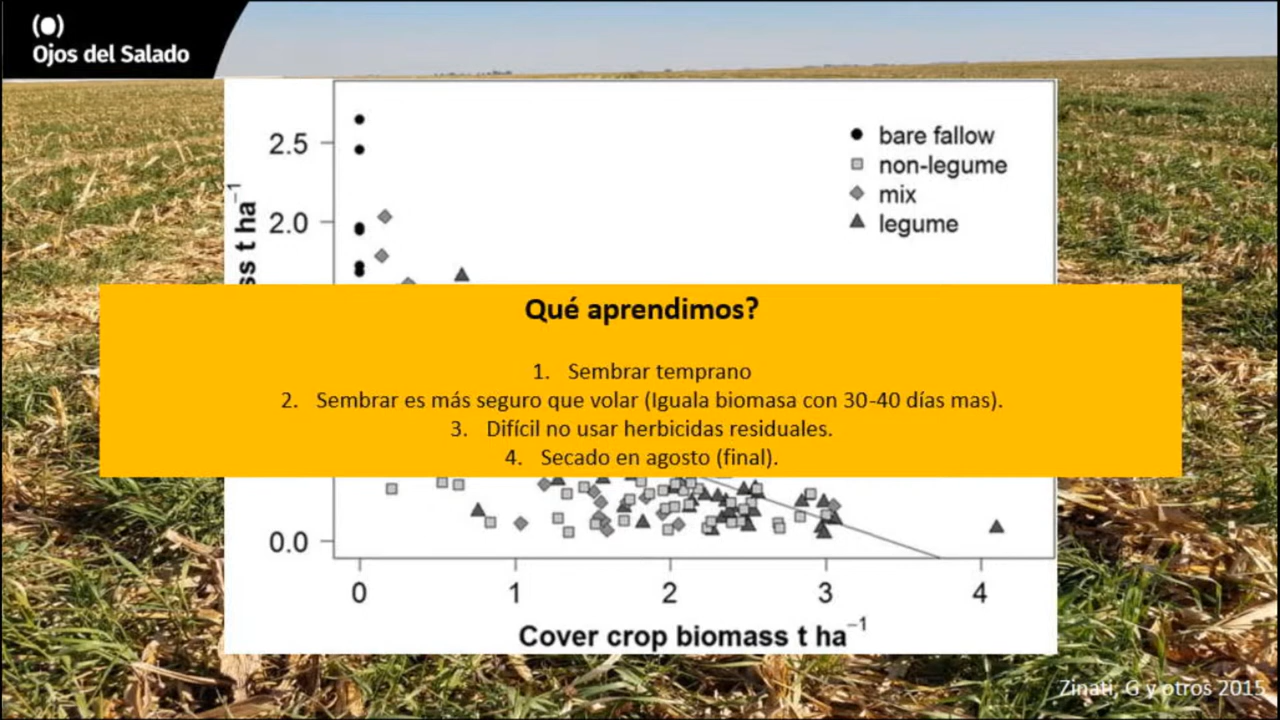 (●)
Ojos del Salado
2.5
2.0
0.0
ss t ha⁻¹
bare fallow
non-legume
mix
legume
Qué aprendimos?
1. Sembrar temprano
2. Sembrar es más seguro que volar (Iguala biomasa con 30-40 días mas).
3. Difícil no usar herbicidas residuales.
4. Secado en agosto (final).
0 1 2 3 4
Cover crop biomass t ha⁻¹
Zinati, G y otros 2015